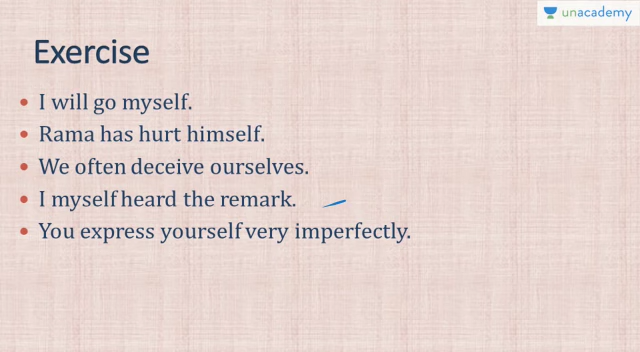 unacademy
Exercise
I will go myself.
Rama has hurt himself.
We often deceive ourselves.
I myself heard the remark.
You express yourself very imperfectly.